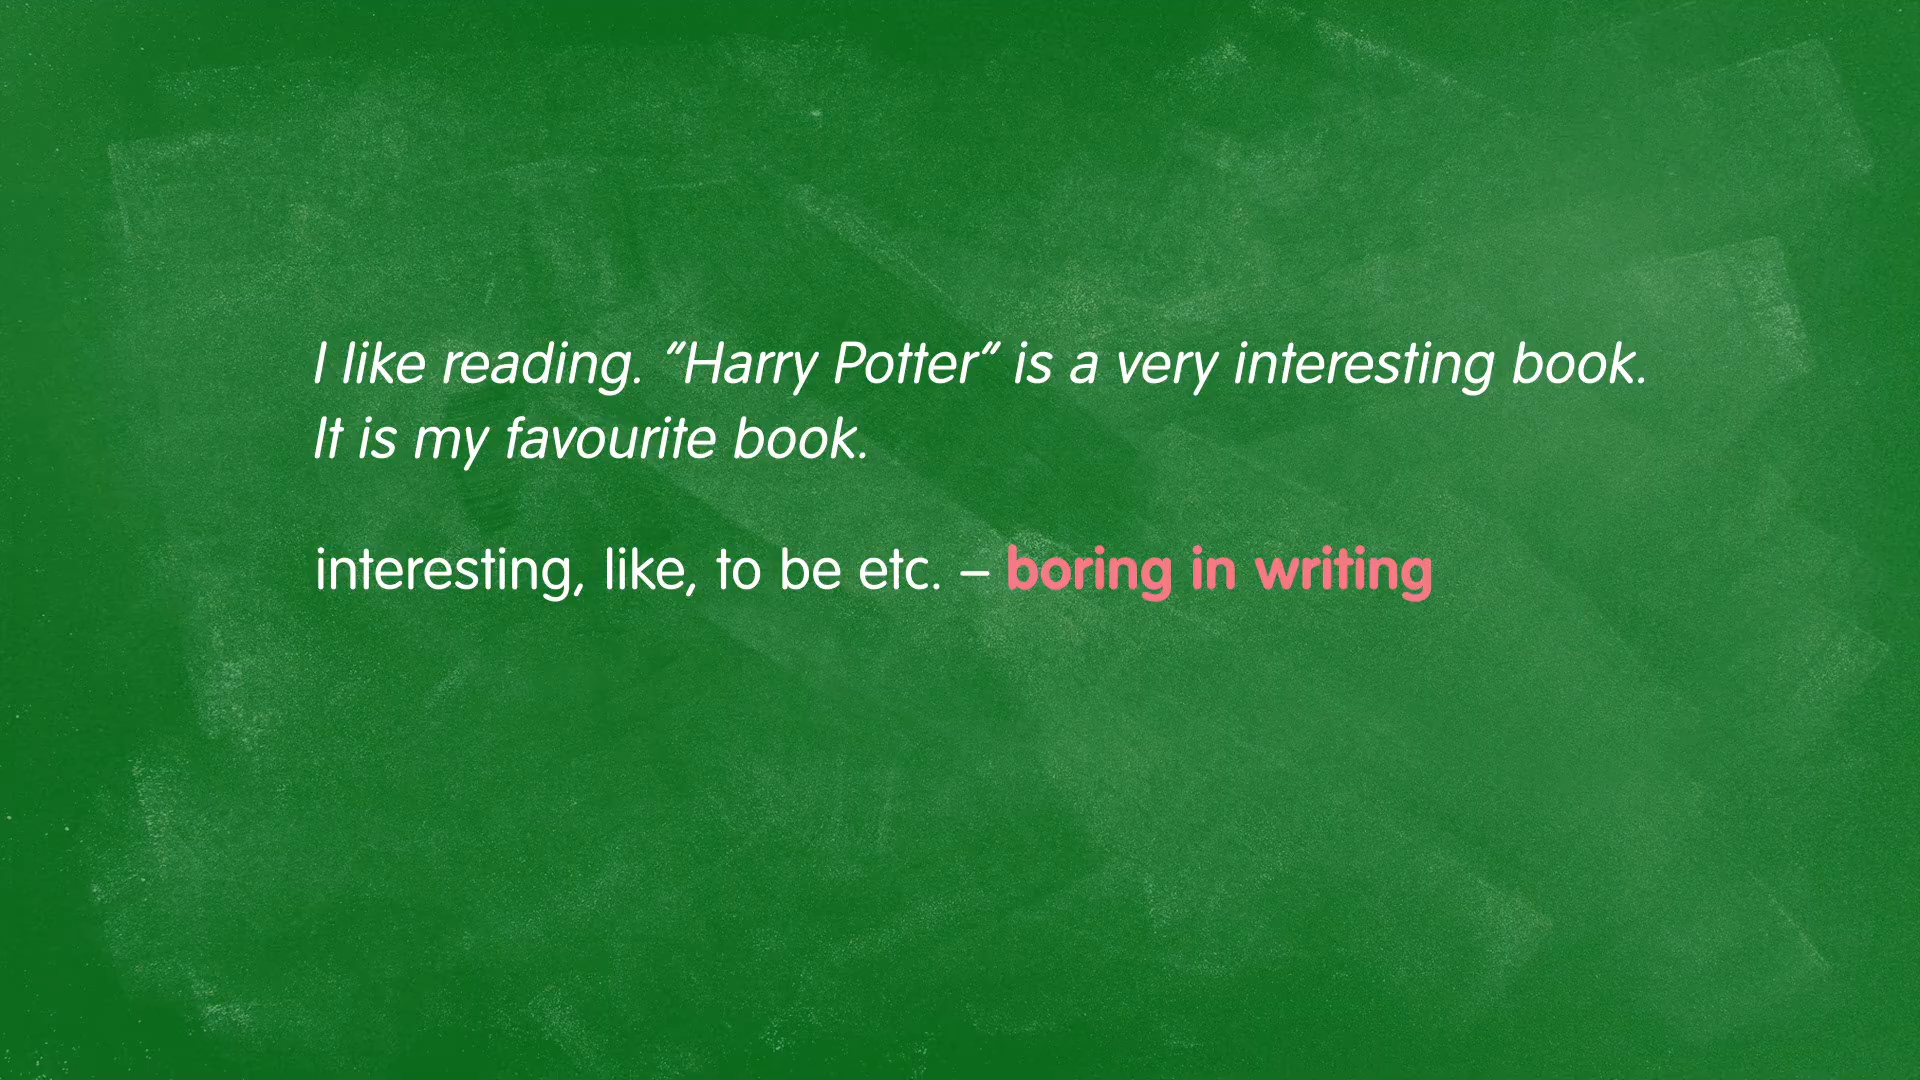 I like reading. “Harry Potter” is a very interesting book.
It is my favourite book.
interesting, like, to be etc. – boring in writing